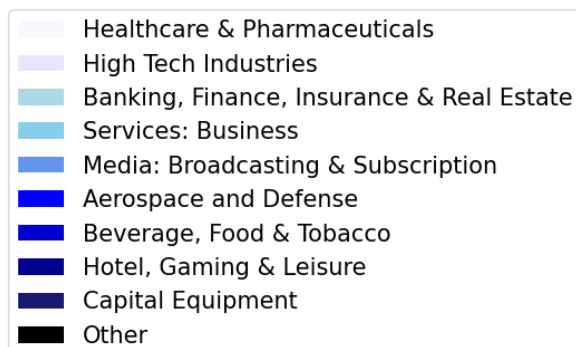 Healthcare & Pharmaceuticals
High Tech Industries
Banking, Finance, Insurance & Real Estate
Services: Business
Media: Broadcasting & Subscription
Aerospace and Defense
Beverage, Food & Tobacco
Hotel, Gaming & Leisure
Capital Equipment
Other